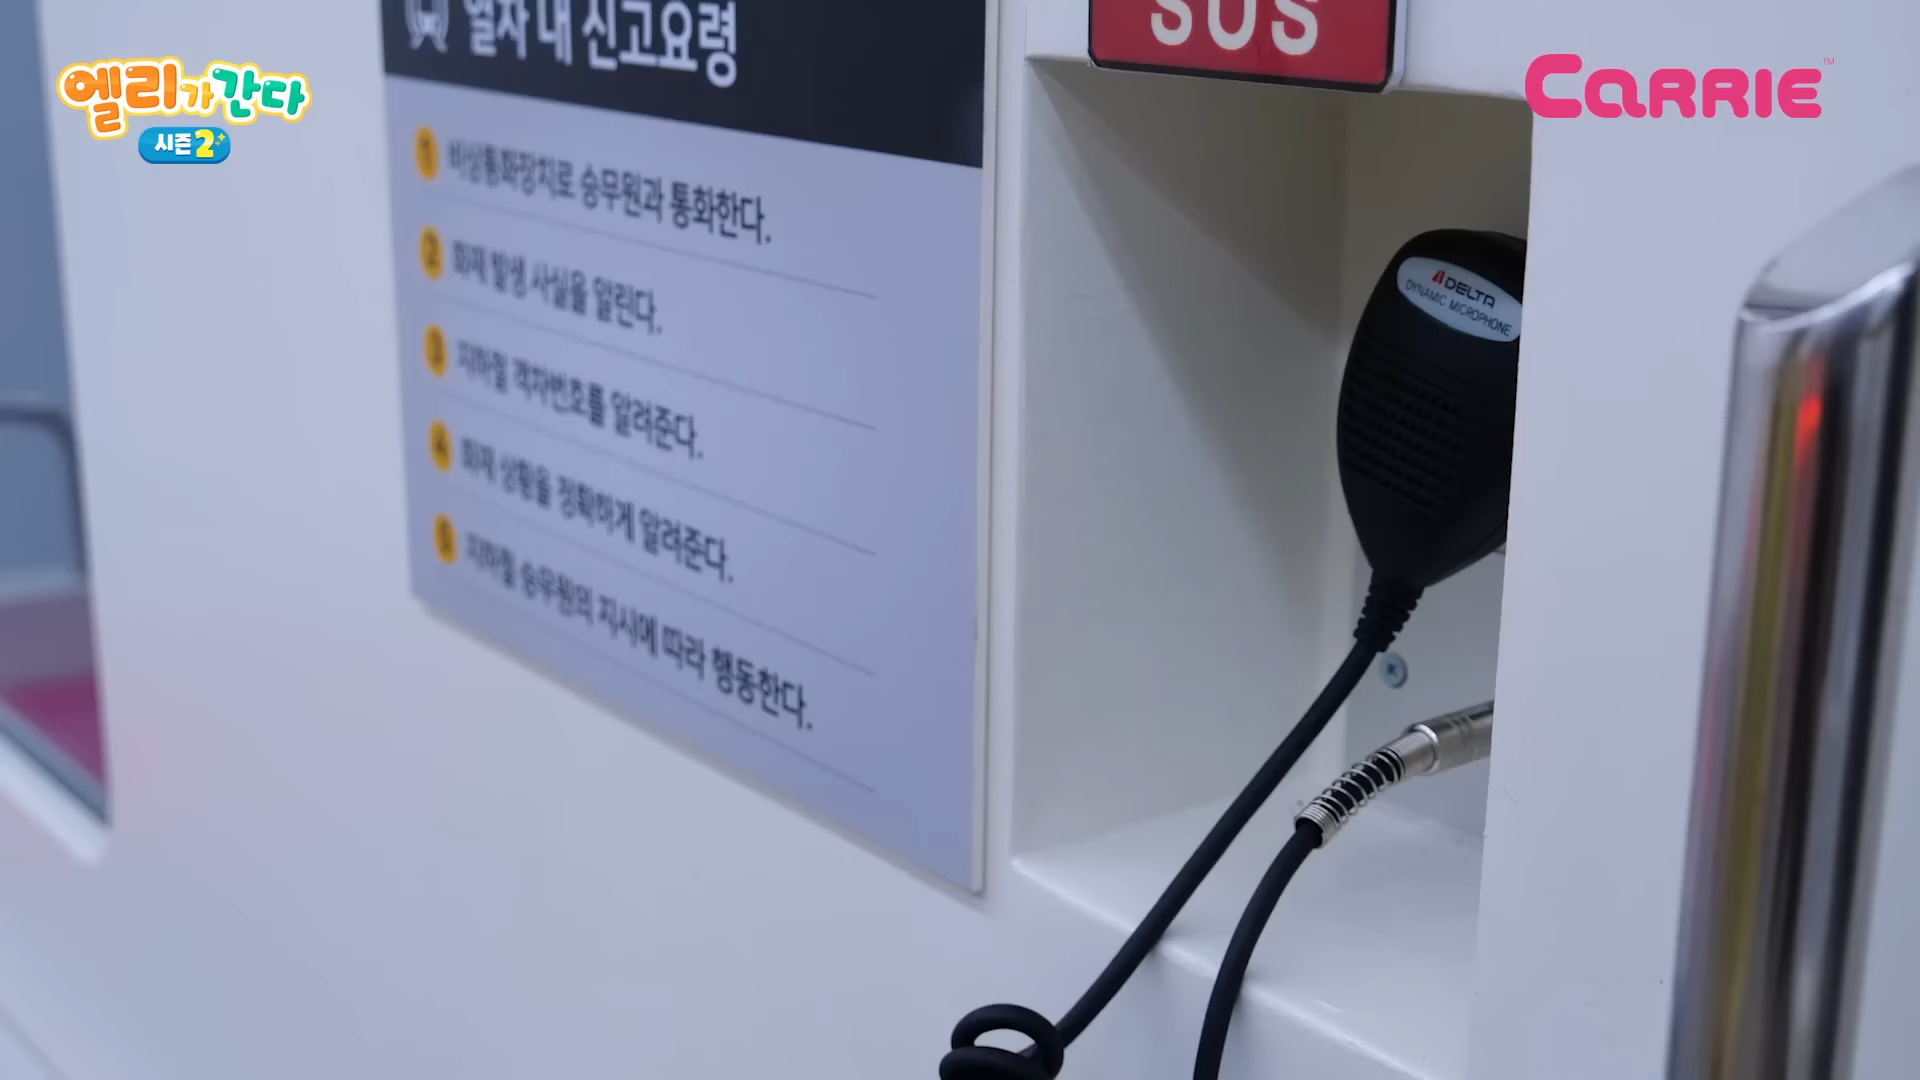 엘리가 간다
시즌2
CARRIE™
SOS
열차 내 신고요령
1 비상통화장치로 승무원과 통화한다.
2 화재 발생 사실을 알린다.
3 지하철 객차번호를 알려준다.
4 화재 상황을 정확하게 알려준다.
5 지하철 승무원의 지시에 따라 행동한다.
DELTA
DYNAMIC MICROPHONE